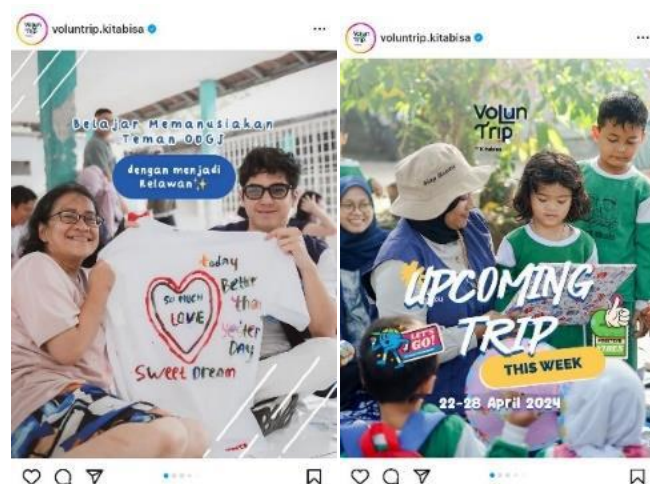 voluntrip.kitabisa
Belajar Memanusiakan
Teman ODGJ
dengan menjadi
Relawan
SO MUCH
LOVE
today
Better
than
yester
DAY
Sweet Dream
voluntrip.kitabisa
Volun
Trip
UPCOMING
TRIP
LET'S
GO!
THIS WEEK
22-28 April 2024